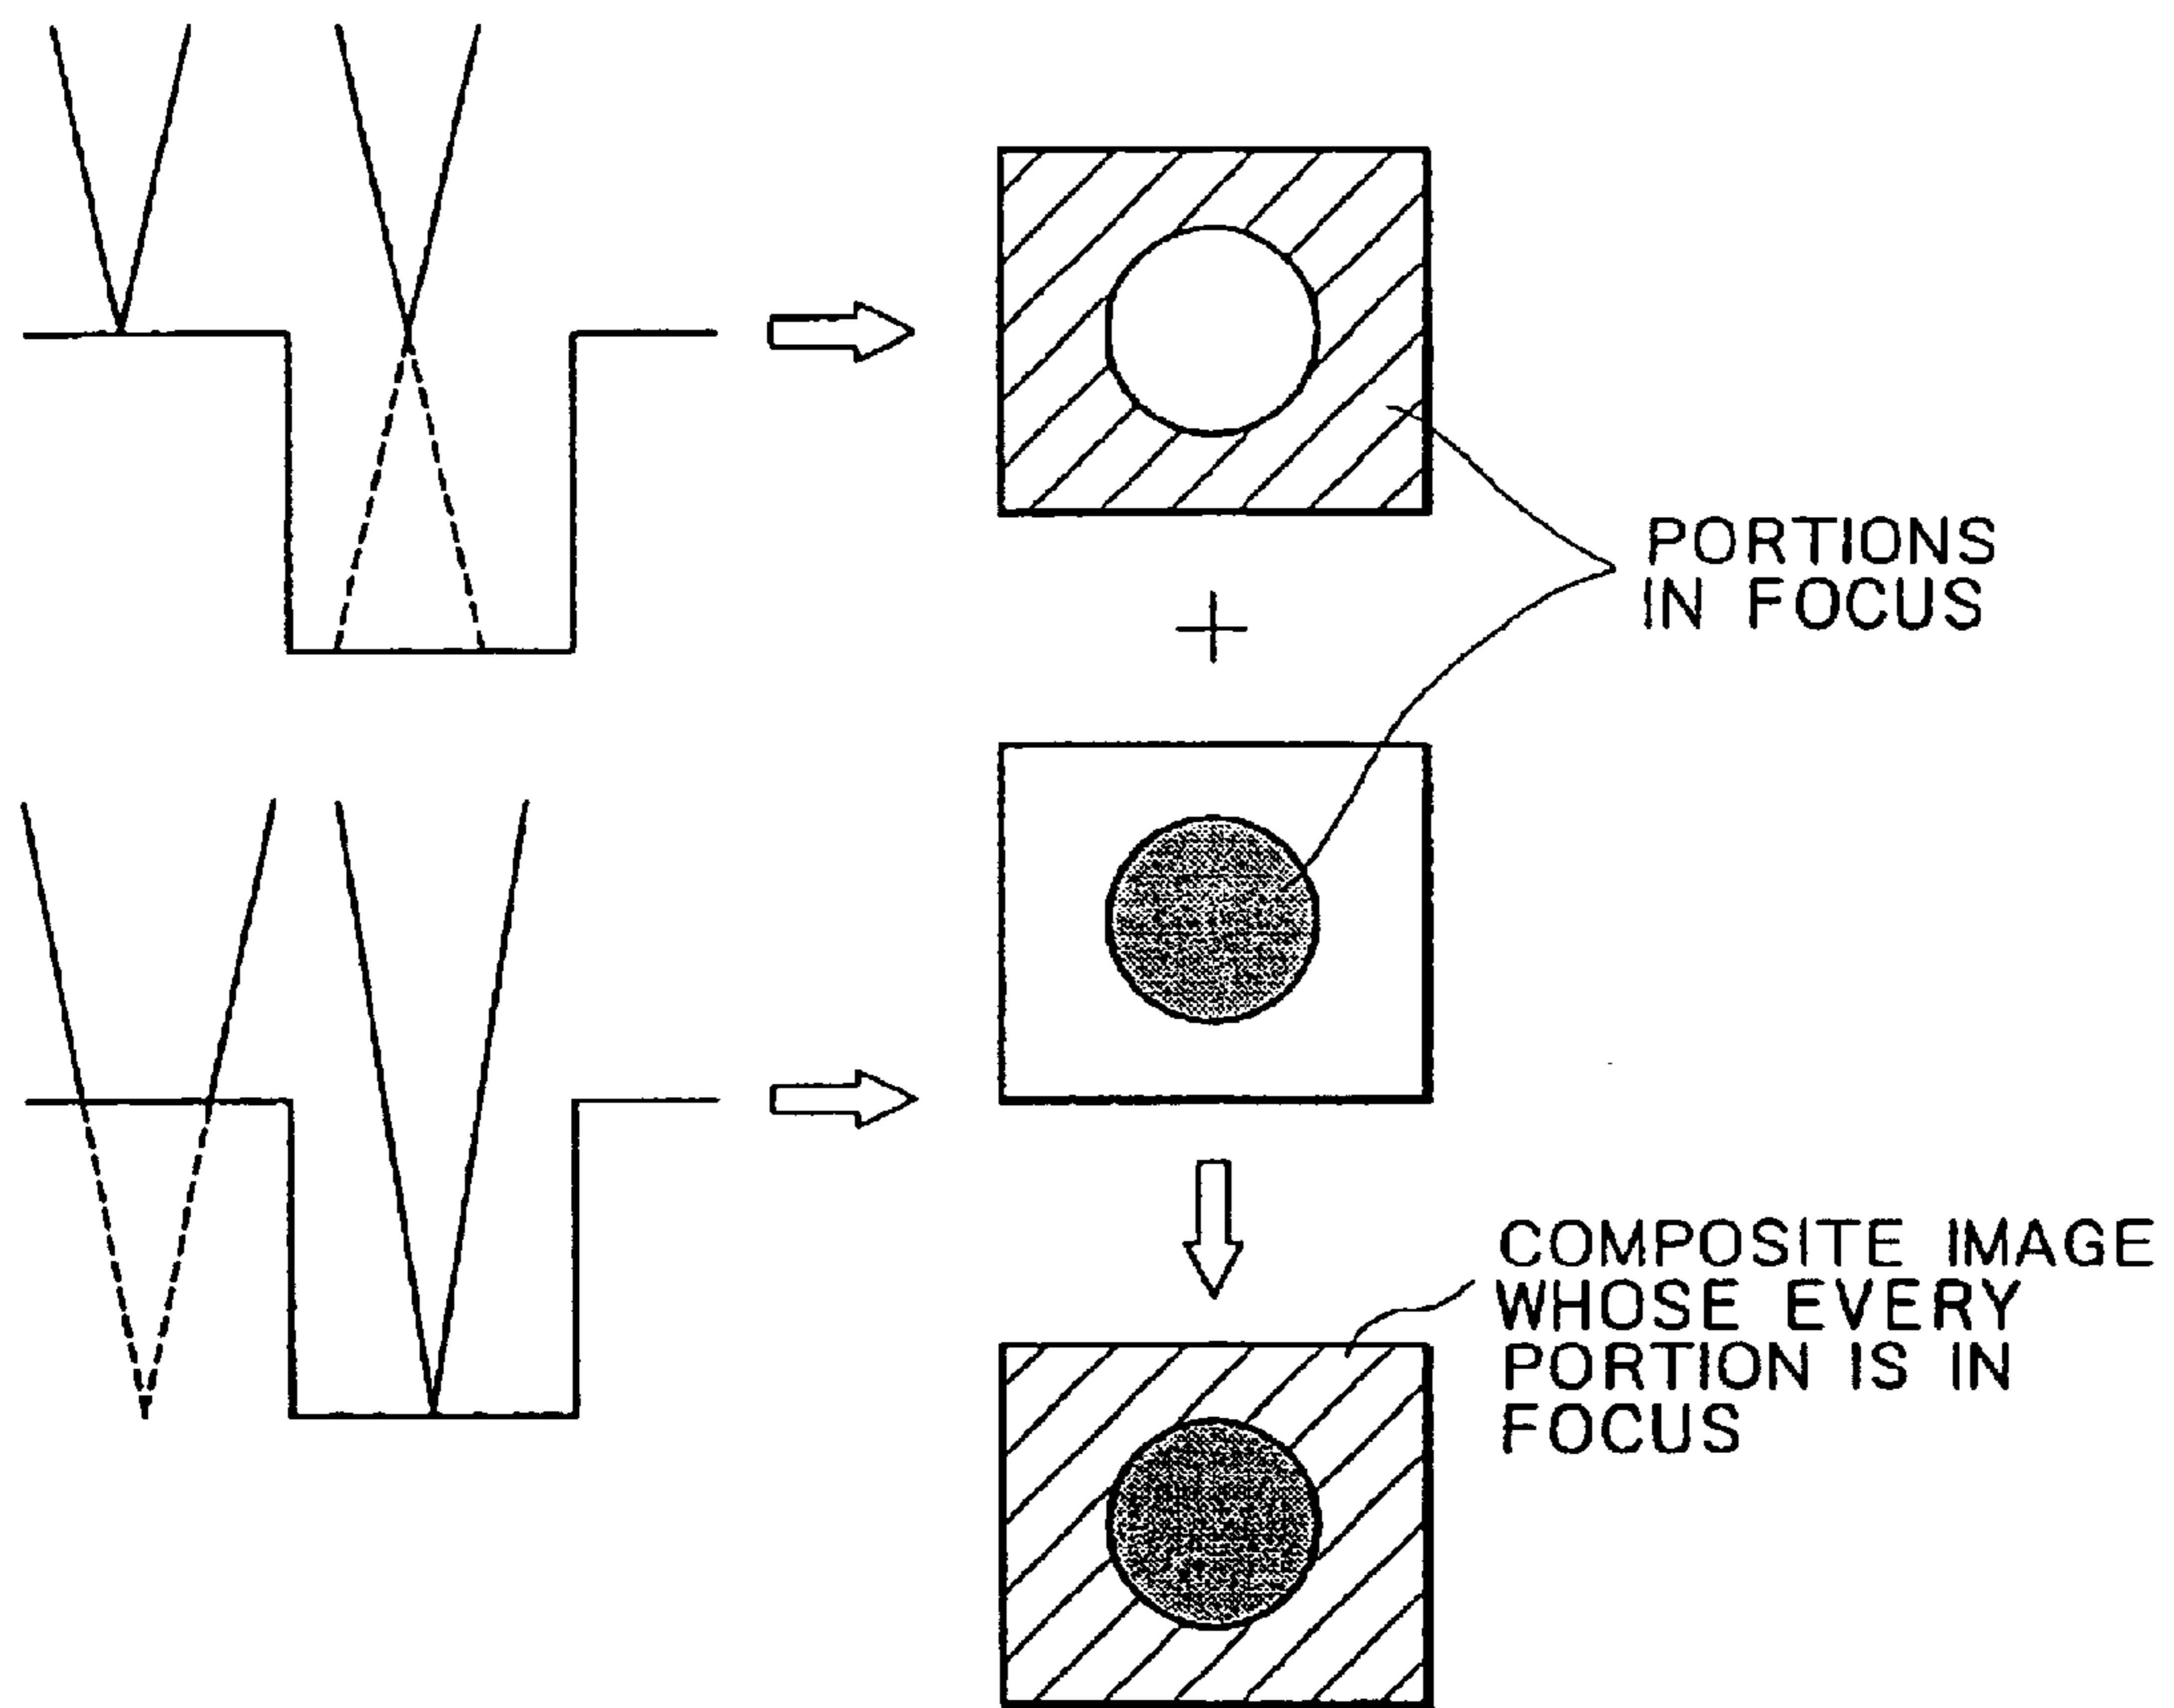 PORTIONS
IN FOCUS
COMPOSITE IMAGE
WHOSE EVERY
PORTION IS IN
FOCUS